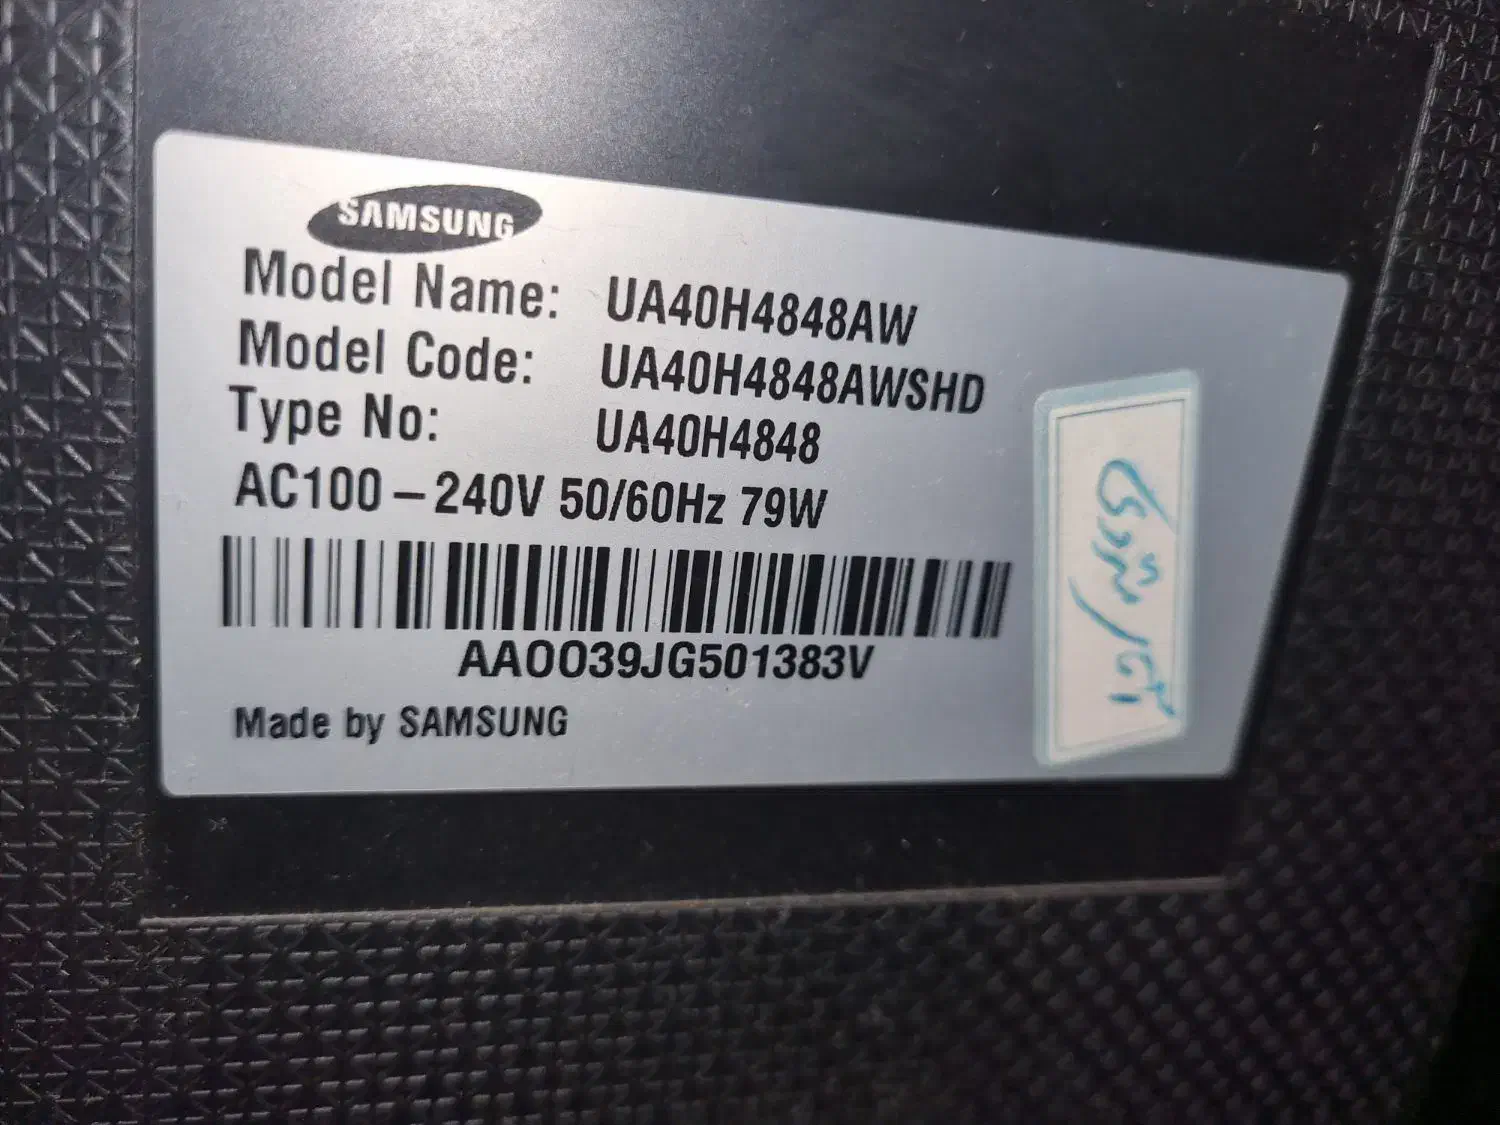 SAMSUNG
Model Name: UA40H4848AW
Model Code: UA40H4848AWSHD
Type No: UA40H4848
AC100 – 240V 50/60Hz 79W
AA0039JG501383V
Made by SAMSUNG